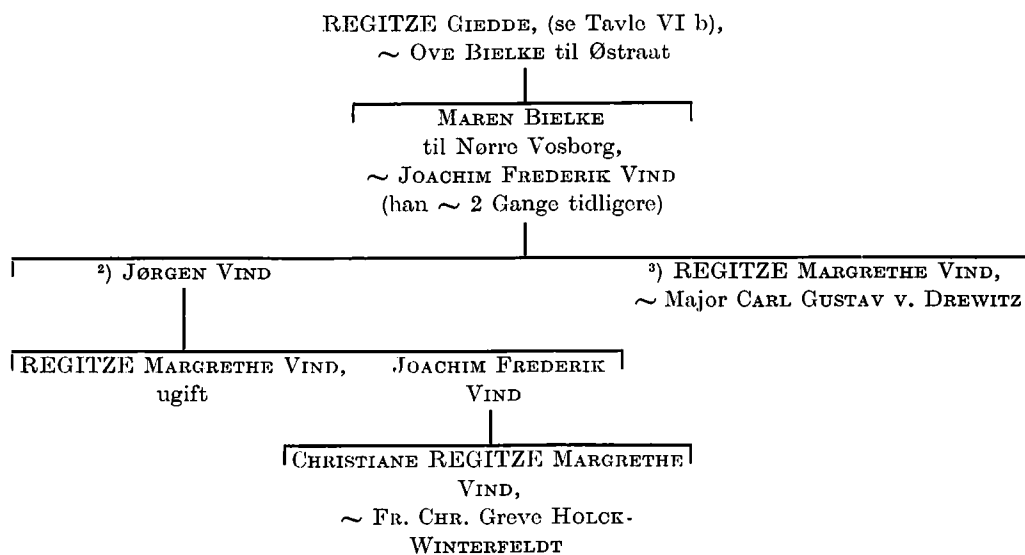 REGITZE GIEDDE, (se Tavle VI b),
~ OVE BIELKE til Østraat
MAREN BIELKE
til Nørre Vosborg,
~ JOACHIM FREDERIK VIND
(han ~ 2 Gange tidligere)
²) JØRGEN VIND
³) REGITZE MARGRETHE VIND,
~ Major CARL GUSTAV V. DREWITZ
REGITZE MARGRETHE VIND,
ugift
JOACHIM FREDERIK
VIND
CHRISTIANE REGITZE MARGRETHE
VIND,
~ FR. CHR. Greve HOLCK-
WINTERFELDT